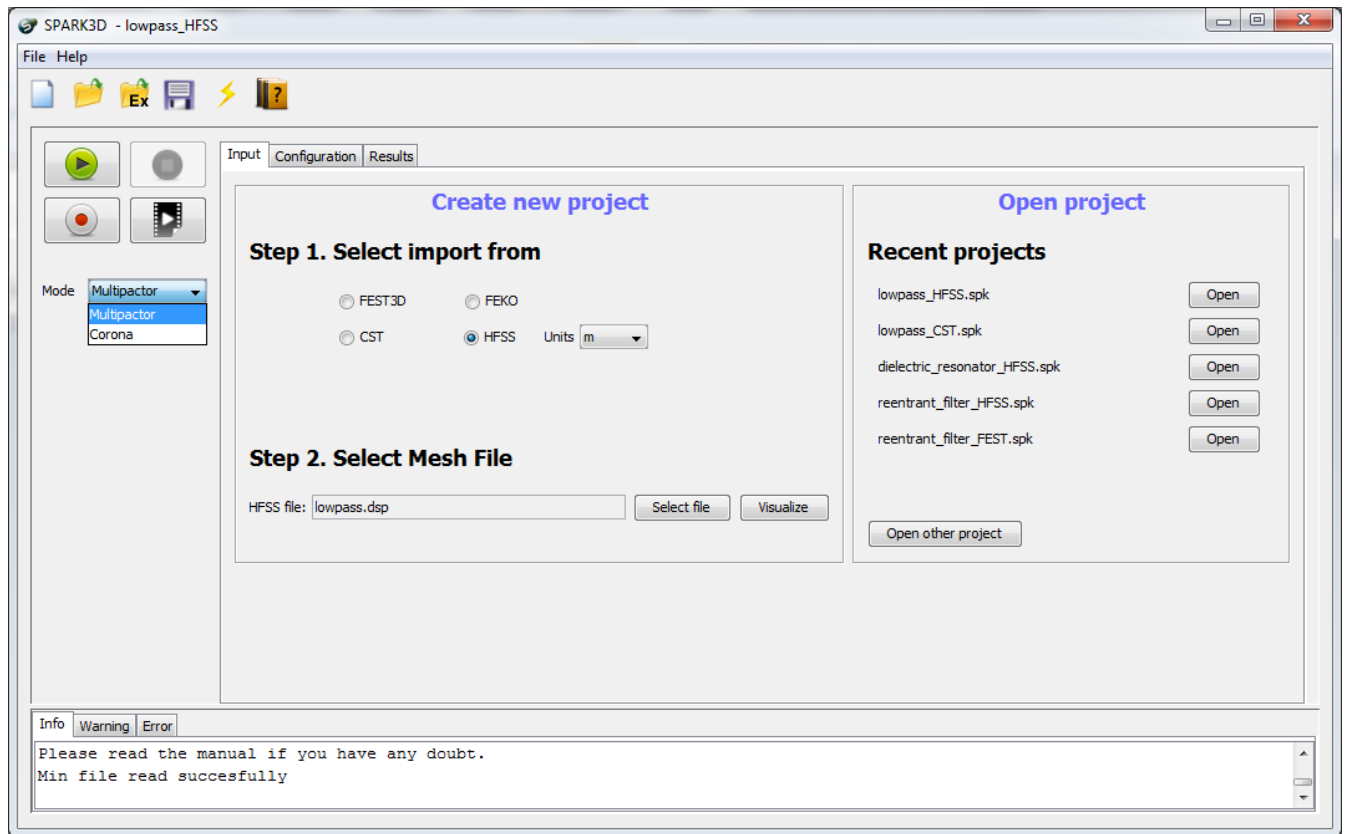 SPARK3D - lowpass_HFSS
File Help
Ex
?
Mode Multipactor
Multipactor
Corona
Input Configuration Results
Create new project
Step 1. Select import from
FEST3D FEKO
CST HFSS Units m
Step 2. Select Mesh File
HFSS file: lowpass.dsp Select file Visualize
Open project
Recent projects
lowpass_HFSS.spk Open
lowpass_CST.spk Open
dielectric_resonator_HFSS.spk Open
reentrant_filter_HFSS.spk Open
reentrant_filter_FEST.spk Open
Open other project
Info Warning Error
Please read the manual if you have any doubt.
Min file read succesfully